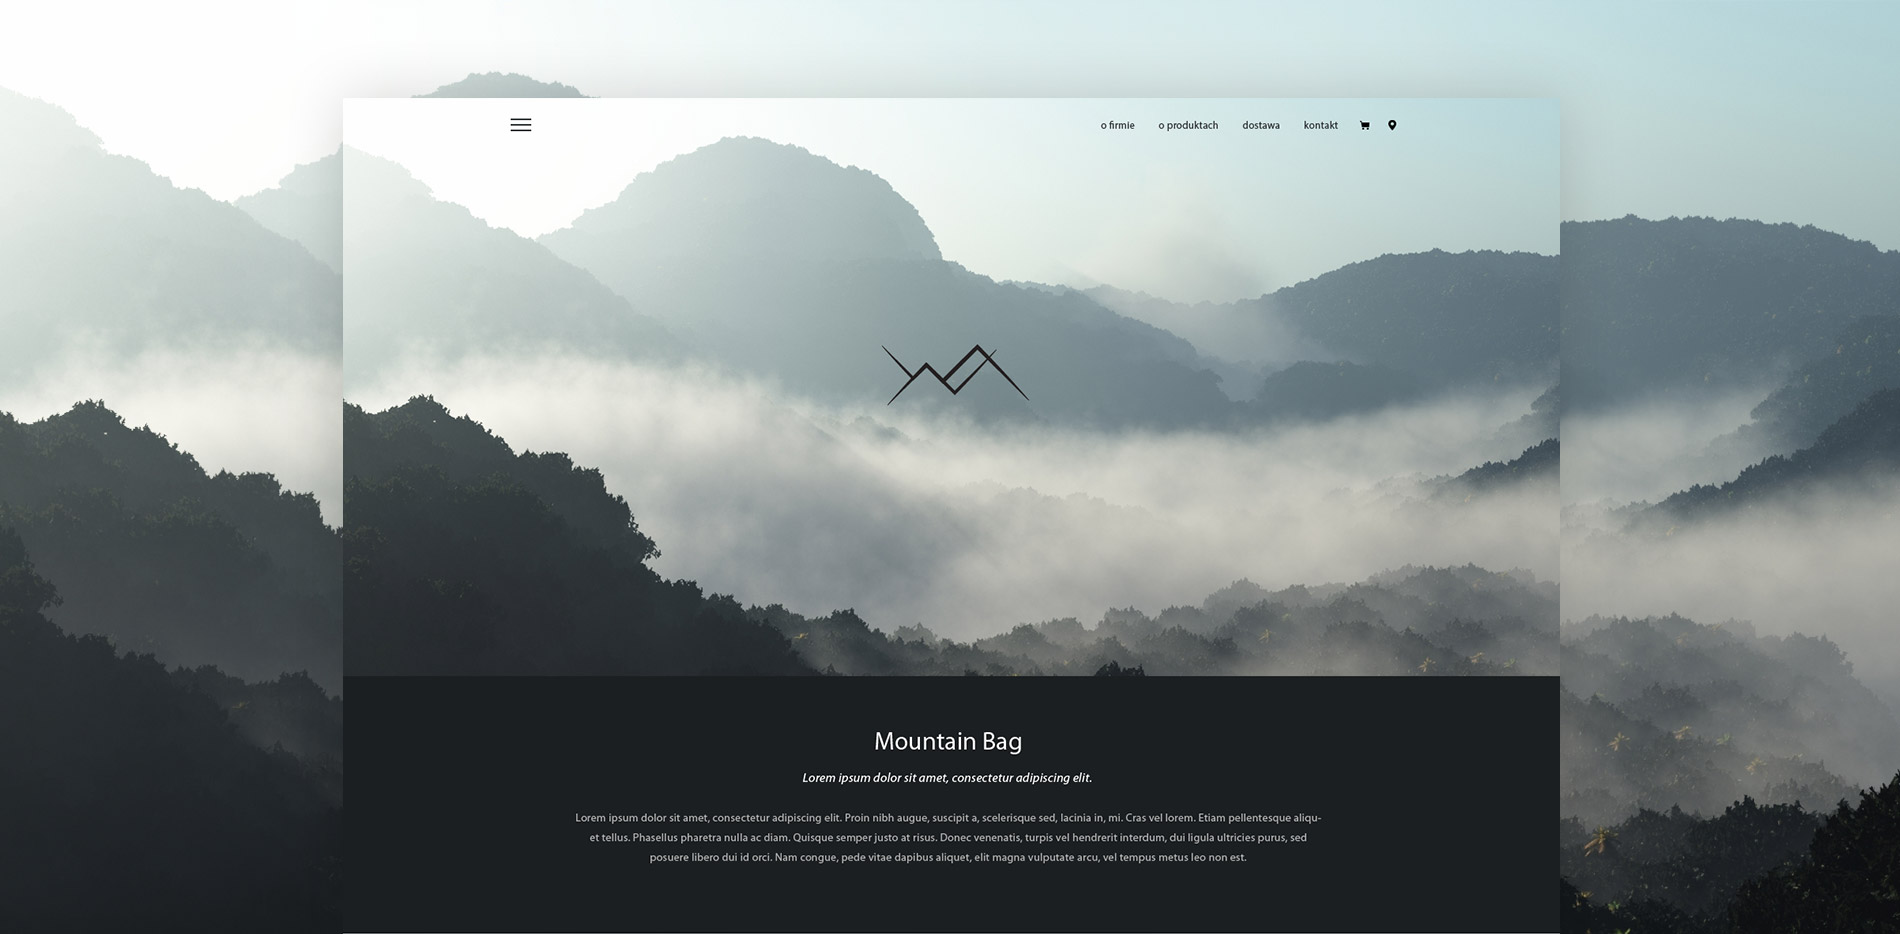 o firmie o produktach dostawa kontakt
Mountain Bag
Lorem ipsum dolor sit amet, consectetur adipiscing elit.
Lorem ipsum dolor sit amet, consectetur adipiscing elit. Proin nibh augue, suscipit a, scelerisque sed, lacinia in, mi. Cras vel lorem. Etiam pellentesque aliqu-
et tellus. Phasellus pharetra nulla ac diam. Quisque semper justo at risus. Donec venenatis, turpis vel hendrerit interdum, dui ligula ultricies purus, sed
posuere libero dui id orci. Nam congue, pede vitae dapibus aliquet, elit magna vulputate arcu, vel tempus metus leo non est.